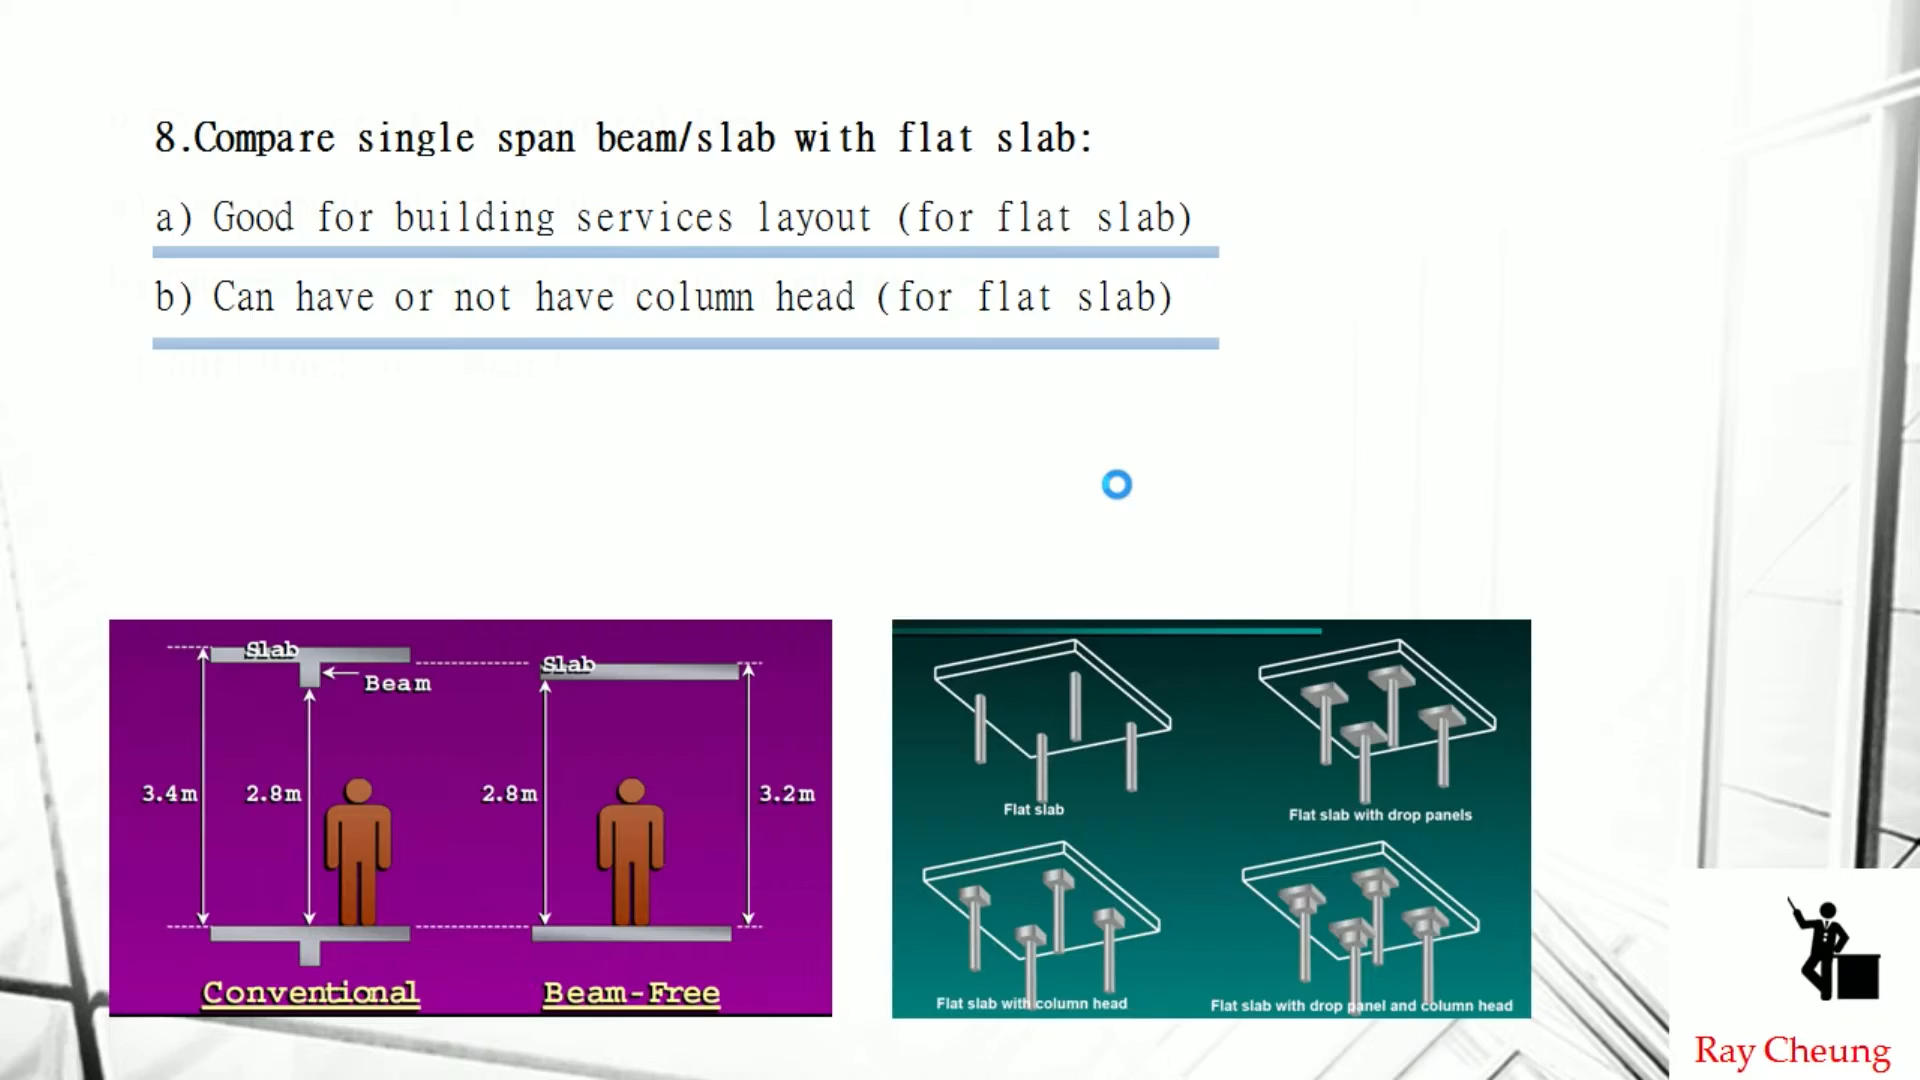 8.Compare single span beam/slab with flat slab:
a) Good for building services layout (for flat slab)
b) Can have or not have column head (for flat slab)
Slab
Beam
3.4m
2.8m
Conventional
Slab
2.8m
3.2m
Beam-Free
Flat slab
Flat slab with drop panels
Flat slab with column head
Flat slab with drop panel and column head
Ray Cheung